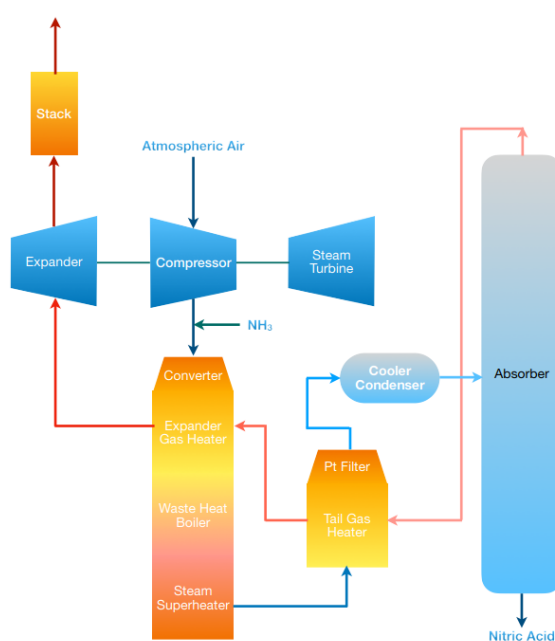 Stack
Atmospheric Air
Expander
Compressor
Steam
Turbine
NH₃
Converter
Cooler
Condenser
Absorber
Expander
Gas Heater
Pt Filter
Waste Heat
Boiler
Tail Gas
Heater
Steam
Superheater
Nitric Acid